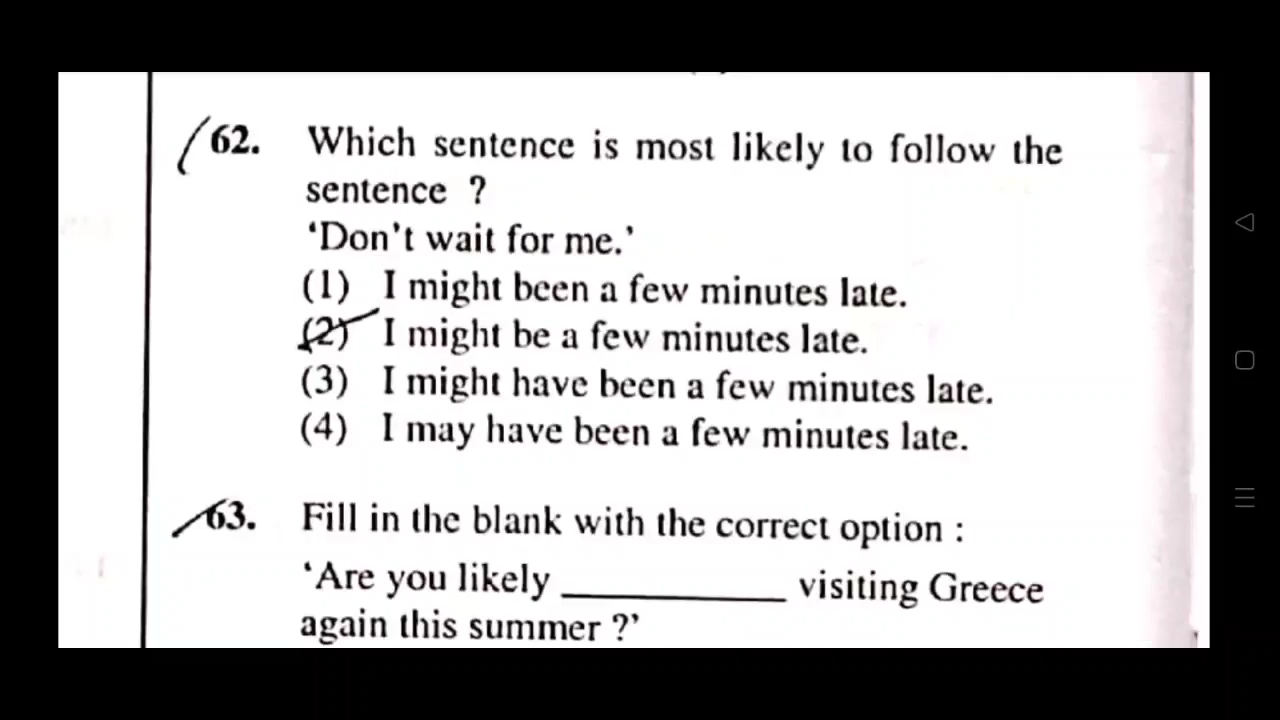 62. Which sentence is most likely to follow the
sentence ?
'Don't wait for me.'
(1) I might been a few minutes late.
(2) I might be a few minutes late.
(3) I might have been a few minutes late.
(4) I may have been a few minutes late.
63. Fill in the blank with the correct option :
'Are you likely __________ visiting Greece
again this summer ?'